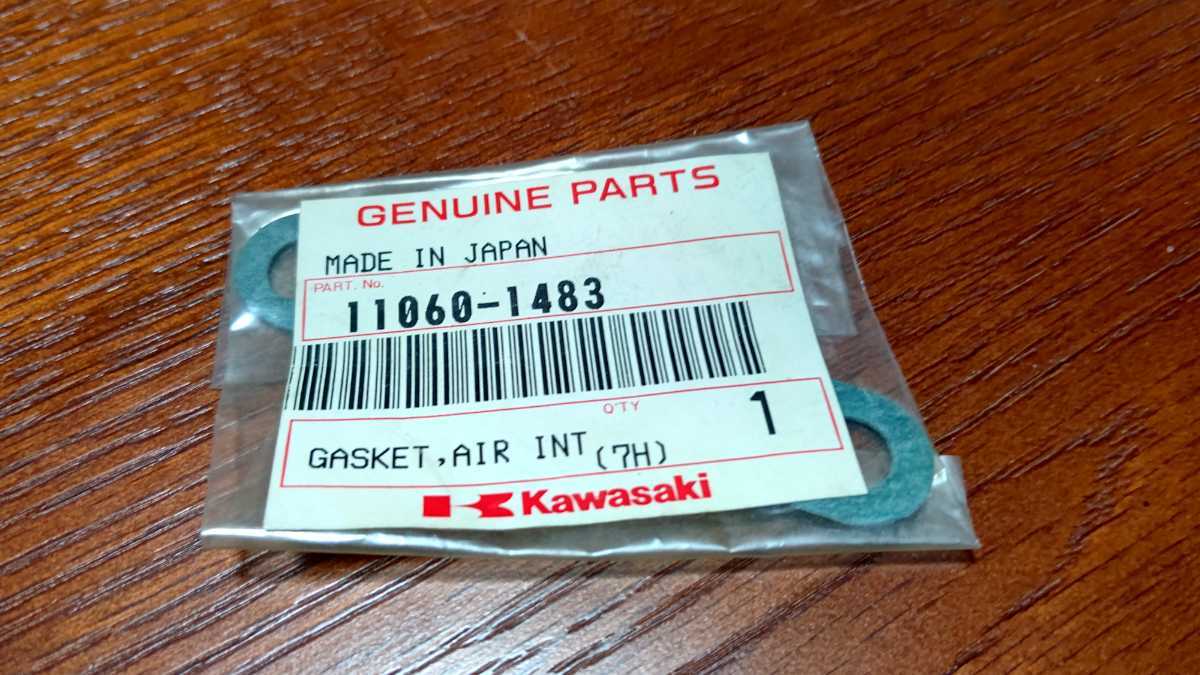 GENUINE PARTS
MADE IN JAPAN
PART. No.
11060-1483
Q'TY
1
GASKET,AIR INT (7H)
Kawasaki